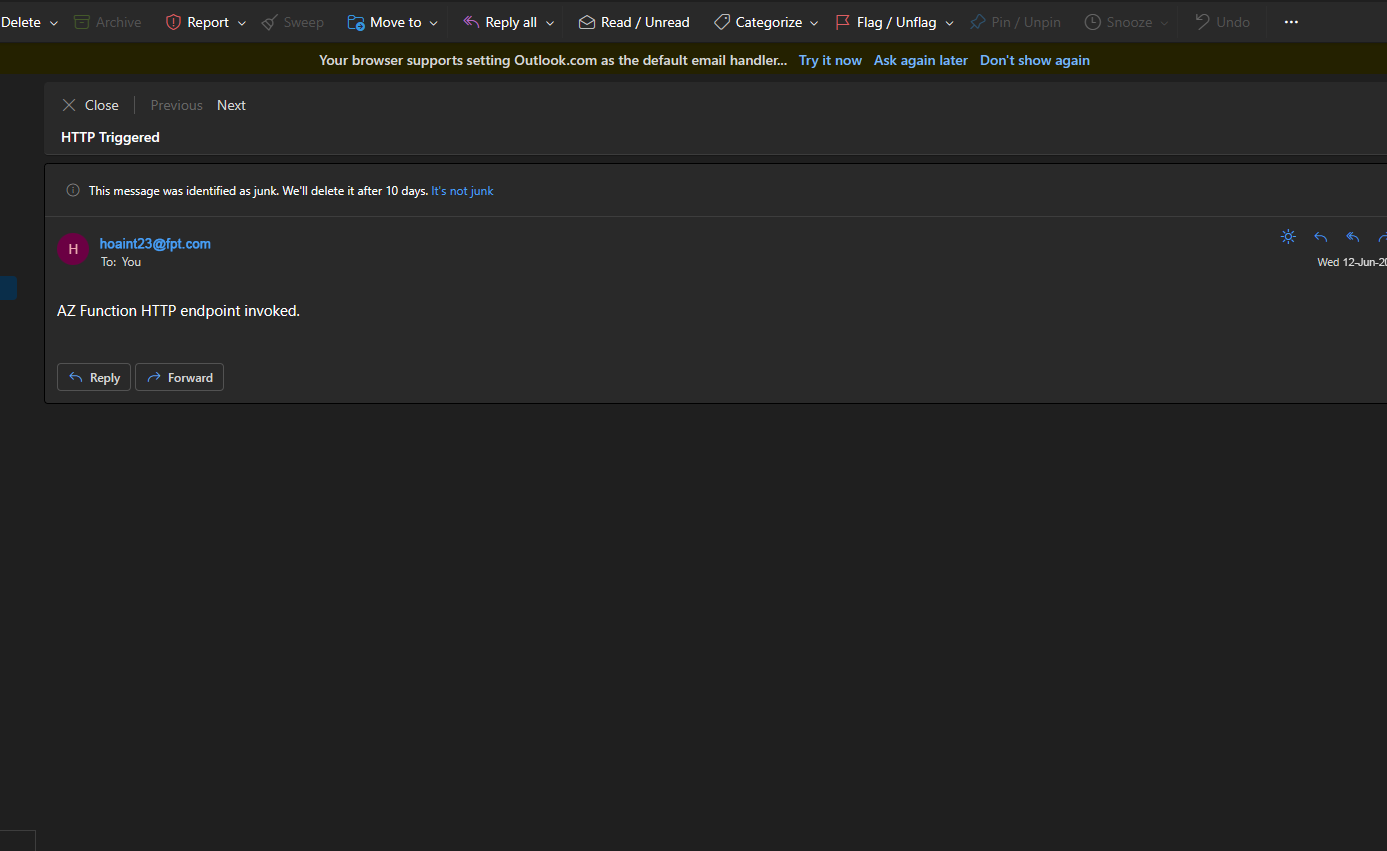 Delete Archive Report Sweep Move to Reply all Read / Unread Categorize Flag / Unflag Pin / Unpin Snooze Undo ...
Your browser supports setting Outlook.com as the default email handler... Try it now Ask again later Don't show again
Close Previous Next
HTTP Triggered
This message was identified as junk. We'll delete it after 10 days. It's not junk
H hoaint23@fpt.com
To: You Wed 12-Jun-20
AZ Function HTTP endpoint invoked.
Reply Forward